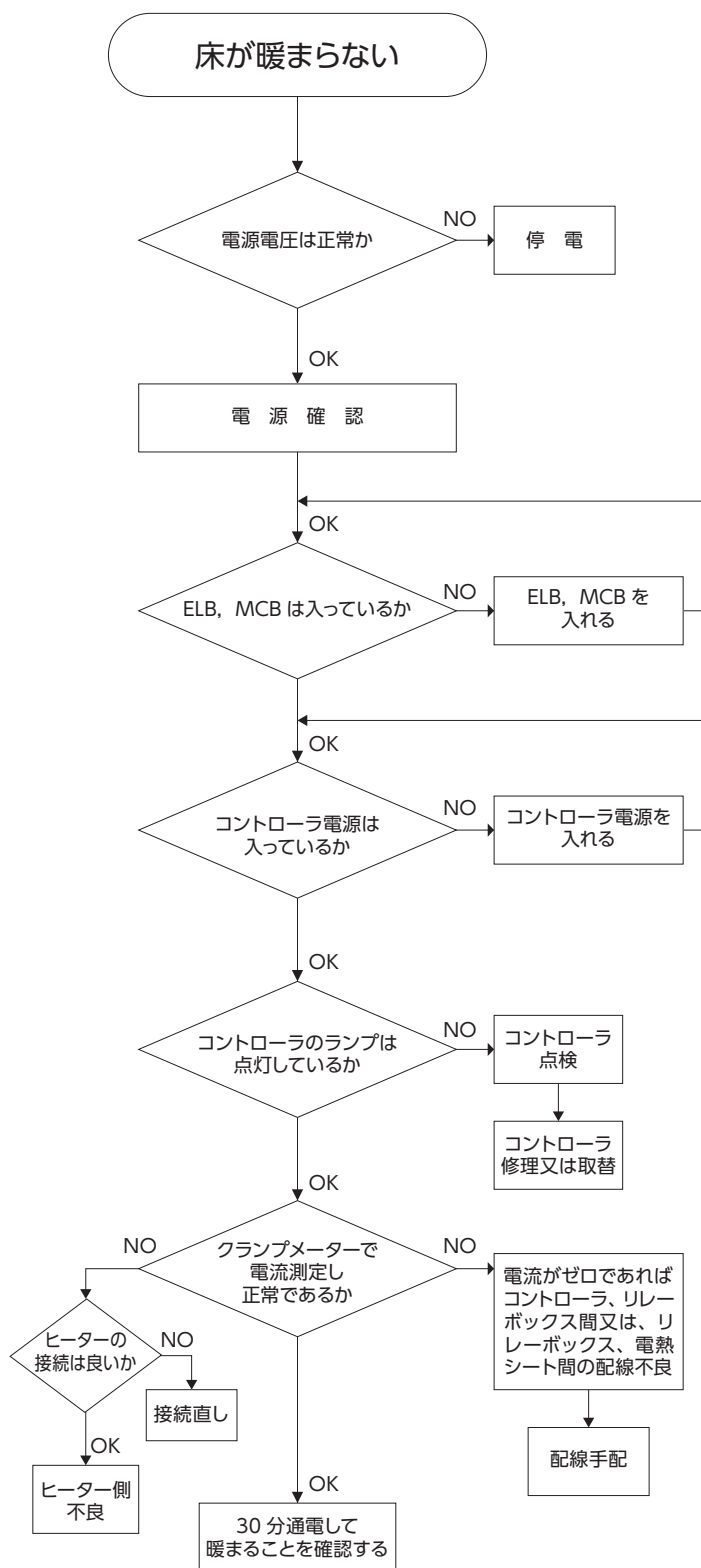 床が暖まらない
電源電圧は正常か
NO
停　電
OK
電　源　確　認
OK
ELB，MCB は入っているか
NO
ELB，MCB を
入れる
OK
コントローラ電源は
入っているか
NO
コントローラ電源を
入れる
OK
コントローラのランプは
点灯しているか
NO
コントローラ
点検
コントローラ
修理又は取替
OK
クランプメーターで
電流測定し
正常であるか
NO
NO
電流がゼロであれば
コントローラ、リレー
ボックス間又は、リ
レーボックス、電熱
シート間の配線不良
ヒーターの
接続は良いか
NO
接続直し
配線手配
OK
ヒーター側
不良
OK
30 分通電して
暖まることを確認する